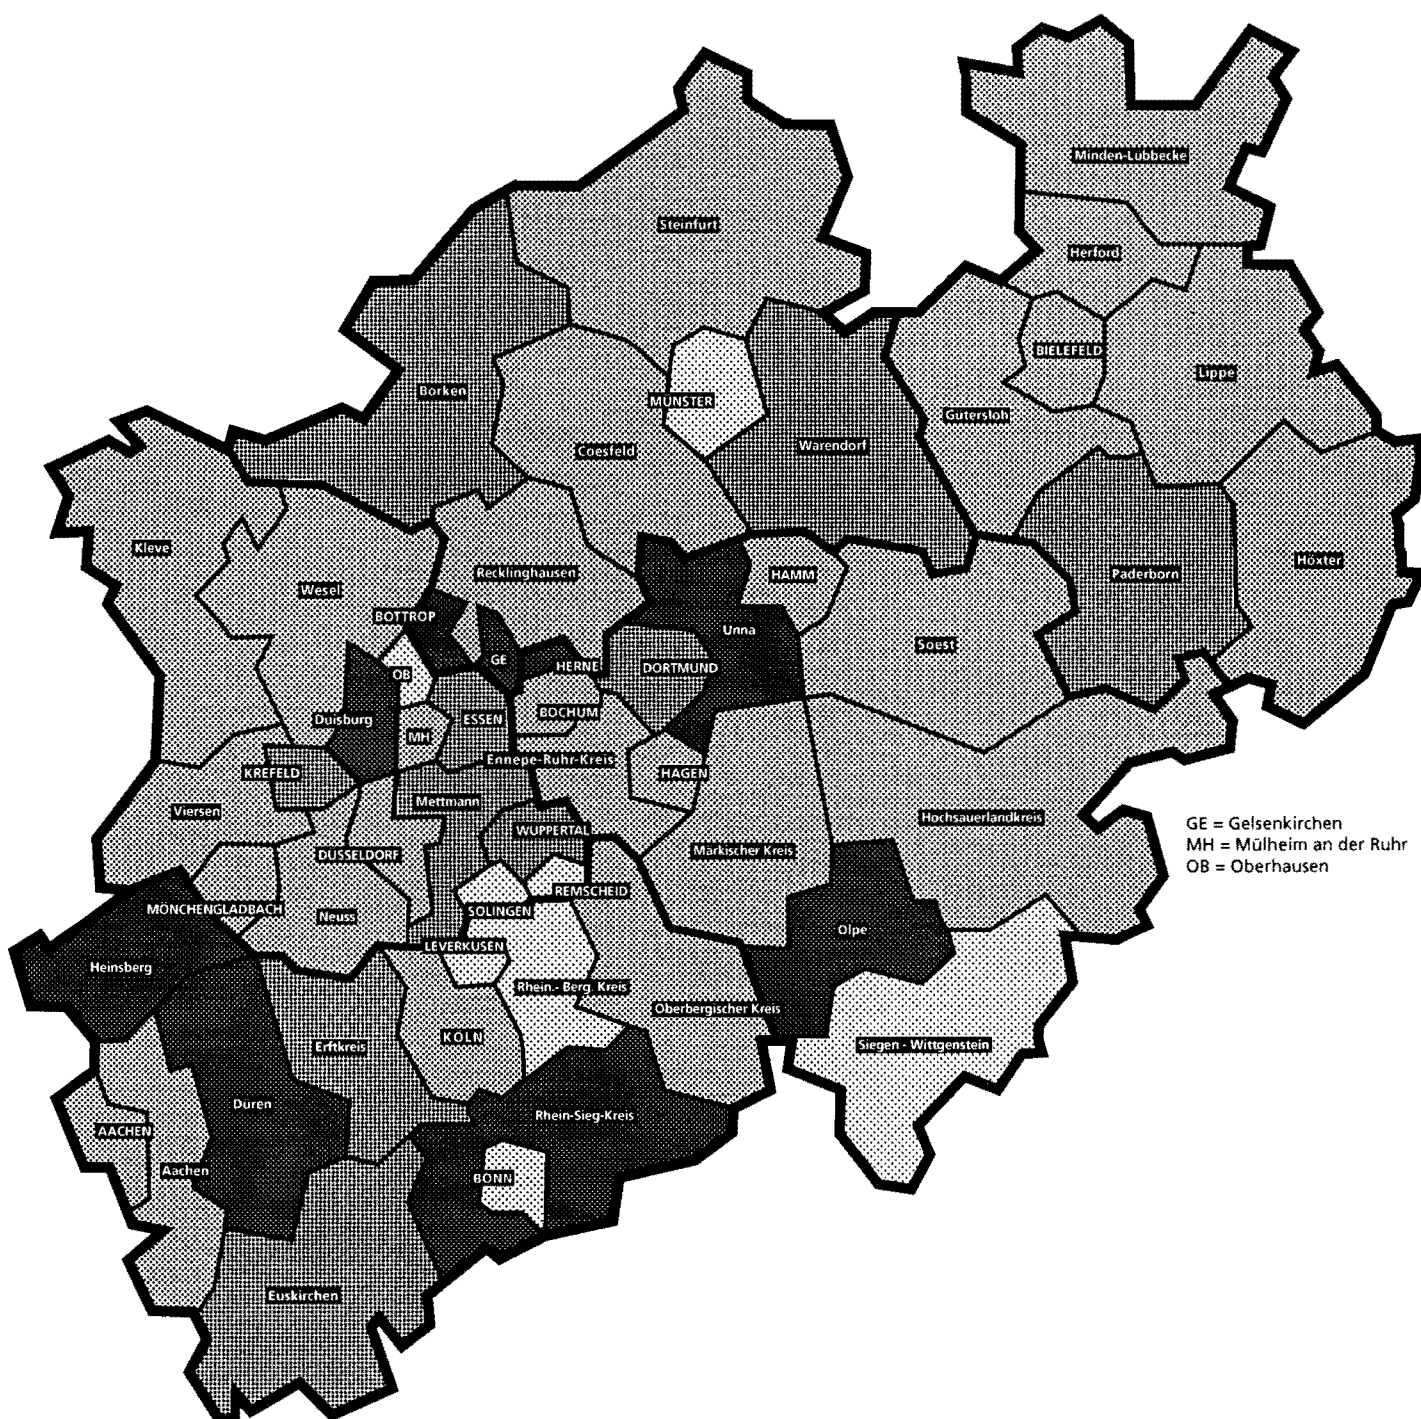 Minden-Lübbecke
Steinfurt
Herford
BIELEFELD
Lippe
Borken
MÜNSTER
Gütersloh
Warendorf
Coesfeld
Kleve
Höxter
Recklinghausen
HAMM
Paderborn
Wesel
BOTTROP
Unna
Soest
GE
HERNE
DORTMUND
OB
Duisburg
ESSEN
BOCHUM
MH
Ennepe-Ruhr-Kreis
KREFELD
HAGEN
Mettmann
Viersen
Hochsauerlandkreis
GE = Gelsenkirchen
MH = Mülheim an der Ruhr
OB = Oberhausen
WUPPERTAL
DÜSSELDORF
Märkischer Kreis
REMSCHEID
MÖNCHENGLADBACH
SOLINGEN
Neuss
Olpe
LEVERKUSEN
Heinsberg
Rhein.- Berg. Kreis
Oberbergischer Kreis
KÖLN
Erftkreis
Siegen - Wittgenstein
Düren
Rhein-Sieg-Kreis
AACHEN
Aachen
BONN
Euskirchen